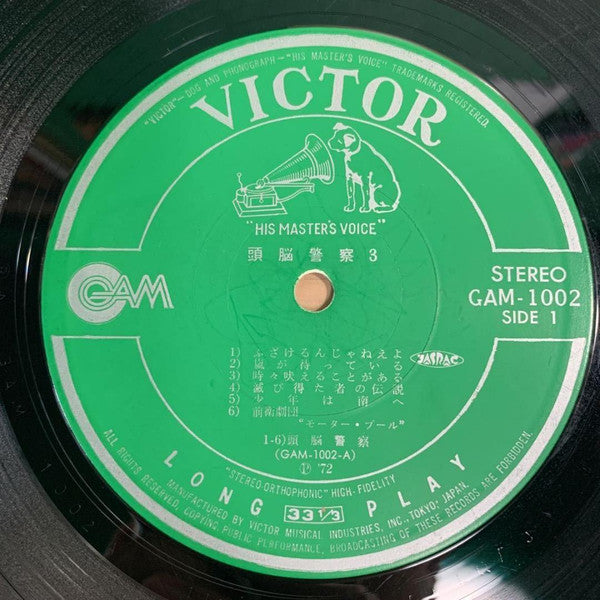 "VICTOR"—DOG AND PHONOGRAPH—"HIS MASTER'S VOICE" TRADEMARKS REGISTERED.
VICTOR
"HIS MASTER'S VOICE"
頭脳警察 3
GAM
STEREO
GAM-1002
SIDE 1
JASRAC
1) ふざけるんじゃねえよ
2) 嵐が待っている
3) 時々吠えることがある
4) 滅び得た者の伝説
5) 少年は南へ
6) 前衛劇団
"モーター・プール"
1-6) 頭脳警察
(GAM-1002-A)
Ⓟ '72
"STEREO-ORTHOPHONIC" HIGH-FIDELITY
LONG 33 1/3 PLAY
MANUFACTURED BY VICTOR MUSICAL INDUSTRIES, INC., TOKYO, JAPAN.
ALL RIGHTS RESERVED, COPYING, PUBLIC PERFORMANCE, BROADCASTING OF THESE RECORDS ARE FORBIDDEN.